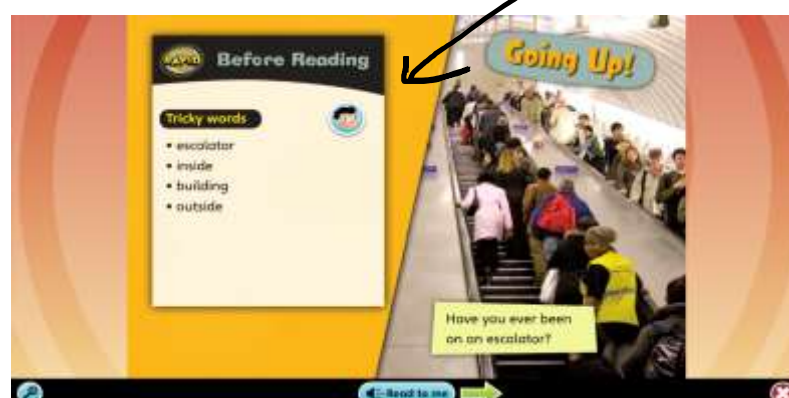 RAPID
Before Reading
Tricky words
• escalator
• inside
• building
• outside
Going Up!
Have you ever been
on an escalator?
Read to me